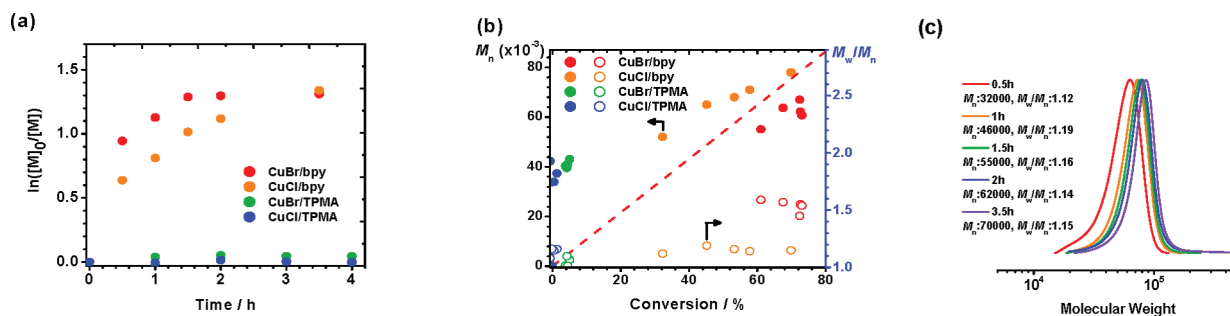 (a)
ln([M]0/[M])
1.5
1.0
0.5
0.0
0
1
2
3
4
Time / h
CuBr/bpy
CuCl/bpy
CuBr/TPMA
CuCl/TPMA
(b)
Mn (x10-3)
Mw/Mn
80
60
40
20
0
CuBr/bpy
CuCl/bpy
CuBr/TPMA
CuCl/TPMA
2.5
2.0
1.5
1.0
0
20
40
60
80
Conversion / %
(c)
0.5h
Mn:32000, Mw/Mn:1.12
1h
Mn:46000, Mw/Mn:1.19
1.5h
Mn:55000, Mw/Mn:1.16
2h
Mn:62000, Mw/Mn:1.14
3.5h
Mn:70000, Mw/Mn:1.15
10^4
10^5
Molecular Weight